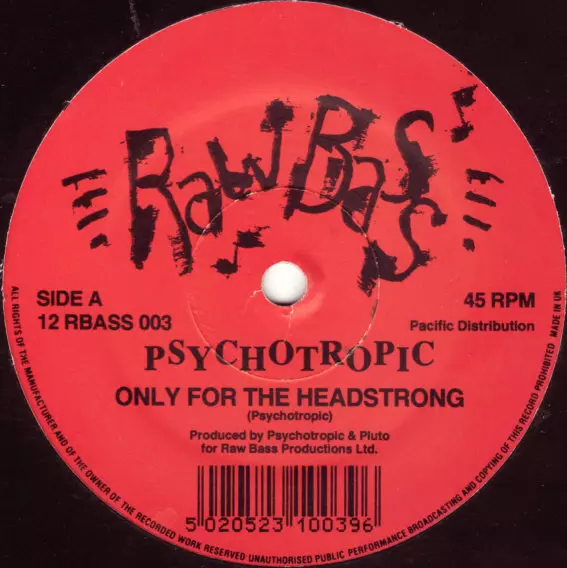 Raw Bass
SIDE A
45 RPM
12 RBASS 003
Pacific Distribution
PSYCHOTROPIC
ONLY FOR THE HEADSTRONG
(Psychotropic)
Produced by Psychotropic & Pluto
for Raw Bass Productions Ltd.
5 020523 100396
ALL RIGHTS OF THE MANUFACTURER AND OF THE OWNER OF THE RECORDED WORK RESERVED UNAUTHORISED PUBLIC PERFORMANCE BROADCASTING AND COPYING OF THIS RECORD PROHIBITED MADE IN UK